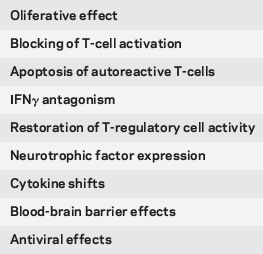 Oliferative effect
Blocking of T-cell activation
Apoptosis of autoreactive T-cells
IFNγ antagonism
Restoration of T-regulatory cell activity
Neurotrophic factor expression
Cytokine shifts
Blood-brain barrier effects
Antiviral effects